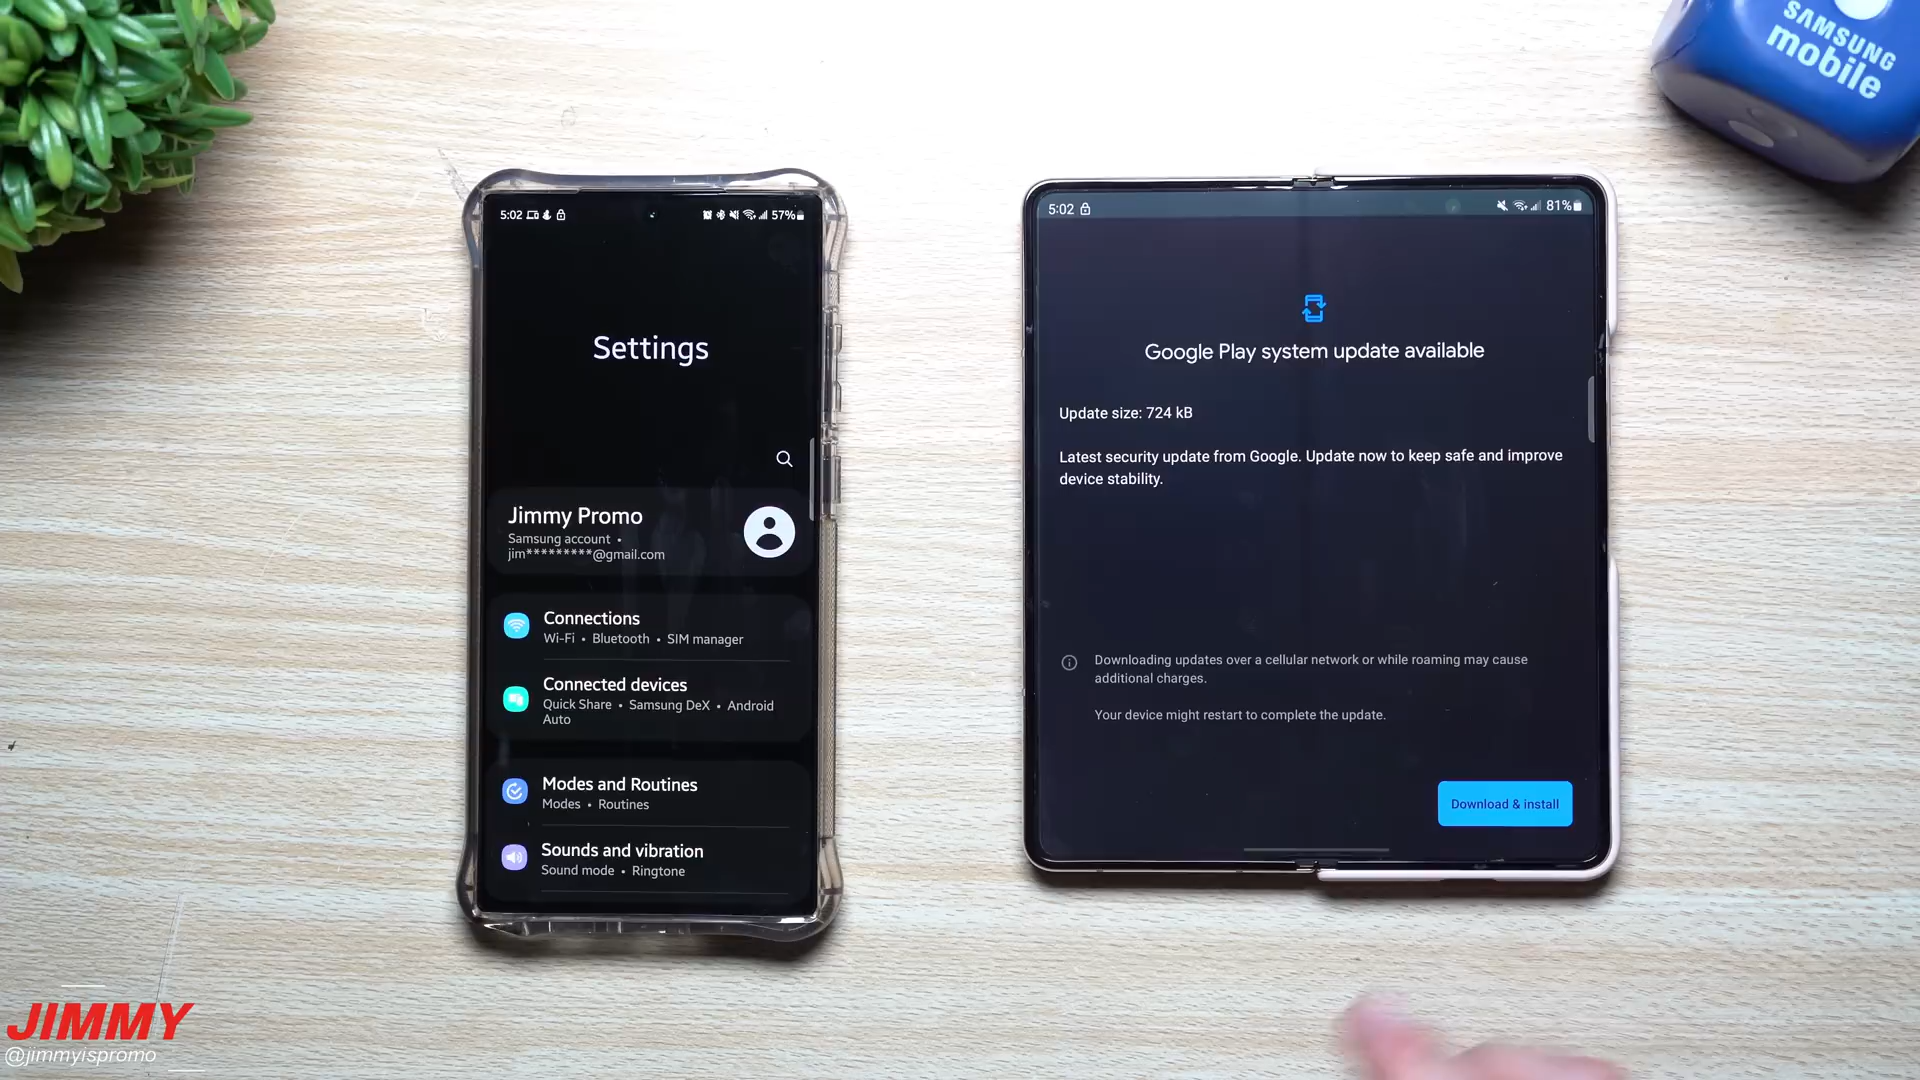 SAMSUNG
mobile
5:02
57%
Settings
Jimmy Promo
Samsung account •
jim*********@gmail.com
Connections
Wi-Fi • Bluetooth • SIM manager
Connected devices
Quick Share • Samsung DeX • Android
Auto
Modes and Routines
Modes • Routines
Sounds and vibration
Sound mode • Ringtone
5:02
81%
Google Play system update available
Update size: 724 kB
Latest security update from Google. Update now to keep safe and improve
device stability.
Downloading updates over a cellular network or while roaming may cause
additional charges.
Your device might restart to complete the update.
Download & install
JIMMY
@jimmyispromo